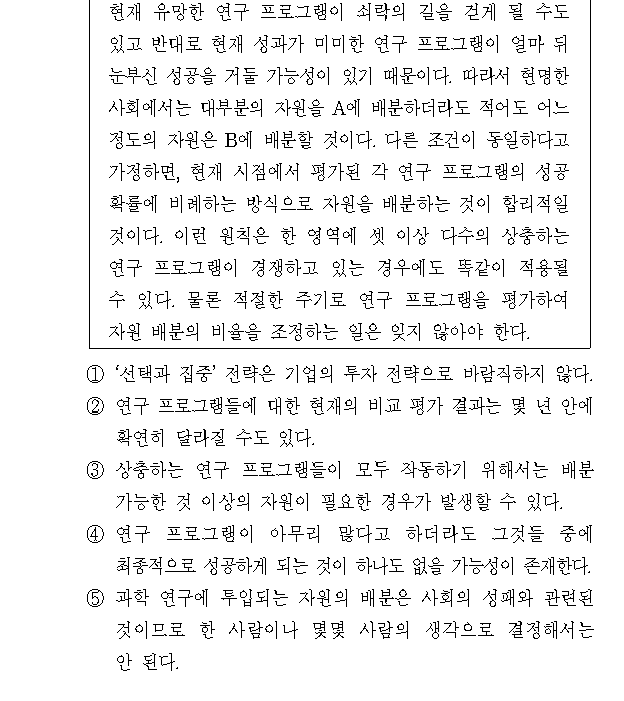 현재 유망한 연구 프로그램이 쇠락의 길을 걷게 될 수도
있고 반대로 현재 성과가 미미한 연구 프로그램이 얼마 뒤
눈부신 성공을 거둘 가능성이 있기 때문이다. 따라서 현명한
사회에서는 대부분의 자원을 A에 배분하더라도 적어도 어느
정도의 자원은 B에 배분할 것이다. 다른 조건이 동일하다고
가정하면, 현재 시점에서 평가된 각 연구 프로그램의 성공
확률에 비례하는 방식으로 자원을 배분하는 것이 합리적일
것이다. 이런 원칙은 한 영역에 셋 이상 다수의 상충하는
연구 프로그램이 경쟁하고 있는 경우에도 똑같이 적용될
수 있다. 물론 적절한 주기로 연구 프로그램을 평가하여
자원 배분의 비율을 조정하는 일은 잊지 않아야 한다.
① ‘선택과 집중’ 전략은 기업의 투자 전략으로 바람직하지 않다.
② 연구 프로그램들에 대한 현재의 비교 평가 결과는 몇 년 안에
확연히 달라질 수도 있다.
③ 상충하는 연구 프로그램들이 모두 작동하기 위해서는 배분
가능한 것 이상의 자원이 필요한 경우가 발생할 수 있다.
④ 연구 프로그램이 아무리 많다고 하더라도 그것들 중에
최종적으로 성공하게 되는 것이 하나도 없을 가능성이 존재한다.
⑤ 과학 연구에 투입되는 자원의 배분은 사회의 성패와 관련된
것이므로 한 사람이나 몇몇 사람의 생각으로 결정해서는
안 된다.